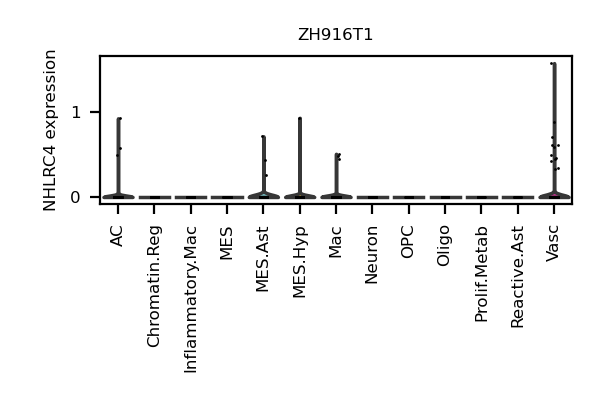 ZH916T1
NHLRC4 expression
1
0
AC
Chromatin.Reg
Inflammatory.Mac
MES
MES.Ast
MES.Hyp
Mac
Neuron
OPC
Oligo
Prolif.Metab
Reactive.Ast
Vasc